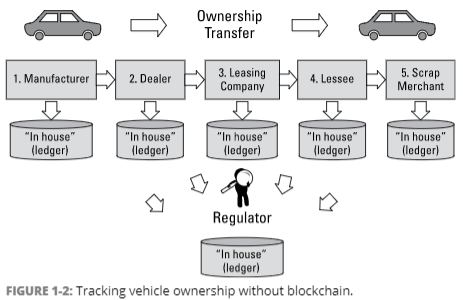 Ownership
Transfer
1. Manufacturer
2. Dealer
3. Leasing
Company
4. Lessee
5. Scrap
Merchant
"In house"
(ledger)
"In house"
(ledger)
"In house"
(ledger)
"In house"
(ledger)
"In house"
(ledger)
Regulator
"In house"
(ledger)
FIGURE 1-2: Tracking vehicle ownership without blockchain.